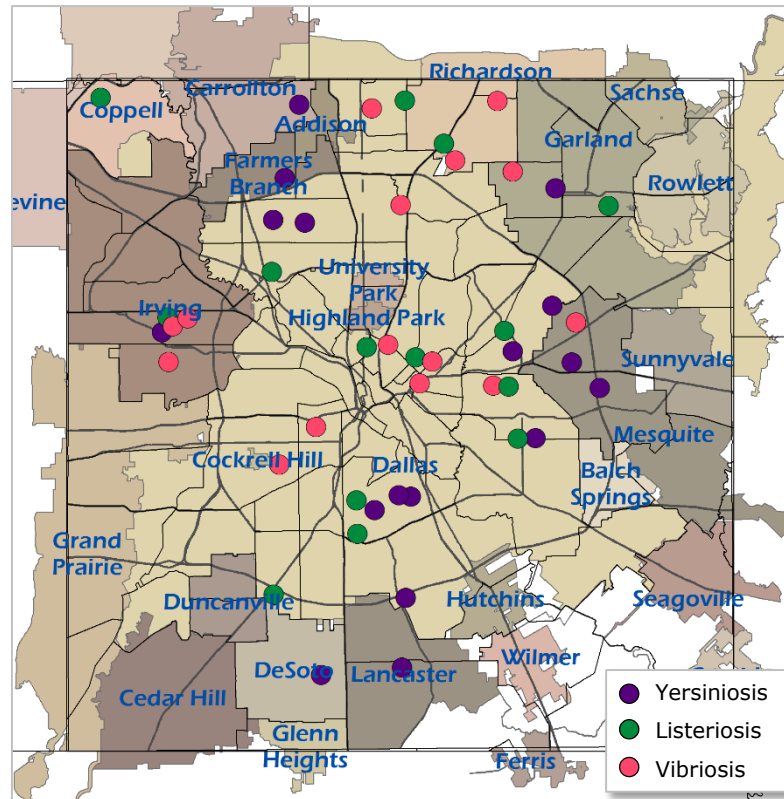 Richardson
Carrollton
Sachse
Coppell
Addison
Garland
Farmers
Branch
Rowlett
evine
University
Park
Irving
Highland Park
Sunnyvale
Mesquite
Cockrell Hill
Dallas
Balch
Springs
Grand
Prairie
Duncanville
Hutchins
Seagoville
DeSoto
Lancaster
Wilmer
Cedar Hill
Glenn
Heights
Ferris
Yersiniosis
Listeriosis
Vibriosis